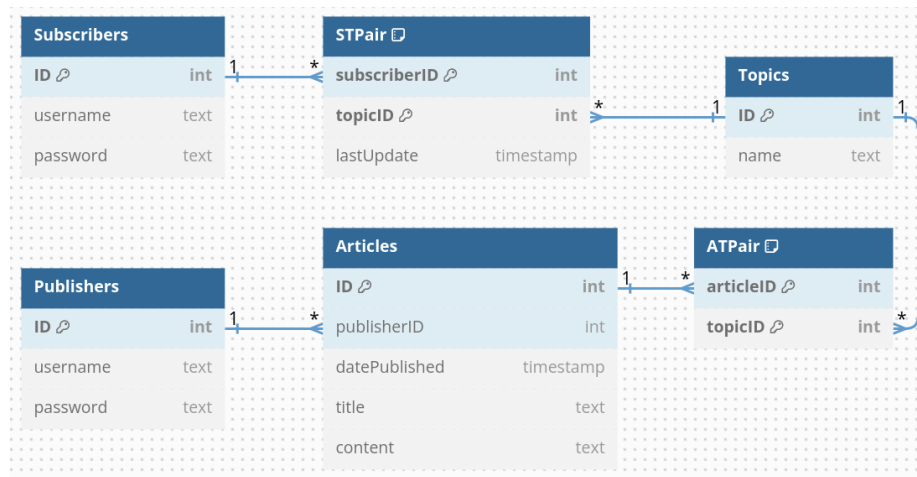 Subscribers
ID int
username text
password text
STPair
subscriberID int
topicID int
lastUpdate timestamp
Topics
ID int
name text
1 *
* 1
1
Publishers
ID int
username text
password text
Articles
ID int
publisherID int
datePublished timestamp
title text
content text
ATPair
articleID int
topicID int
1 *
1 *
*